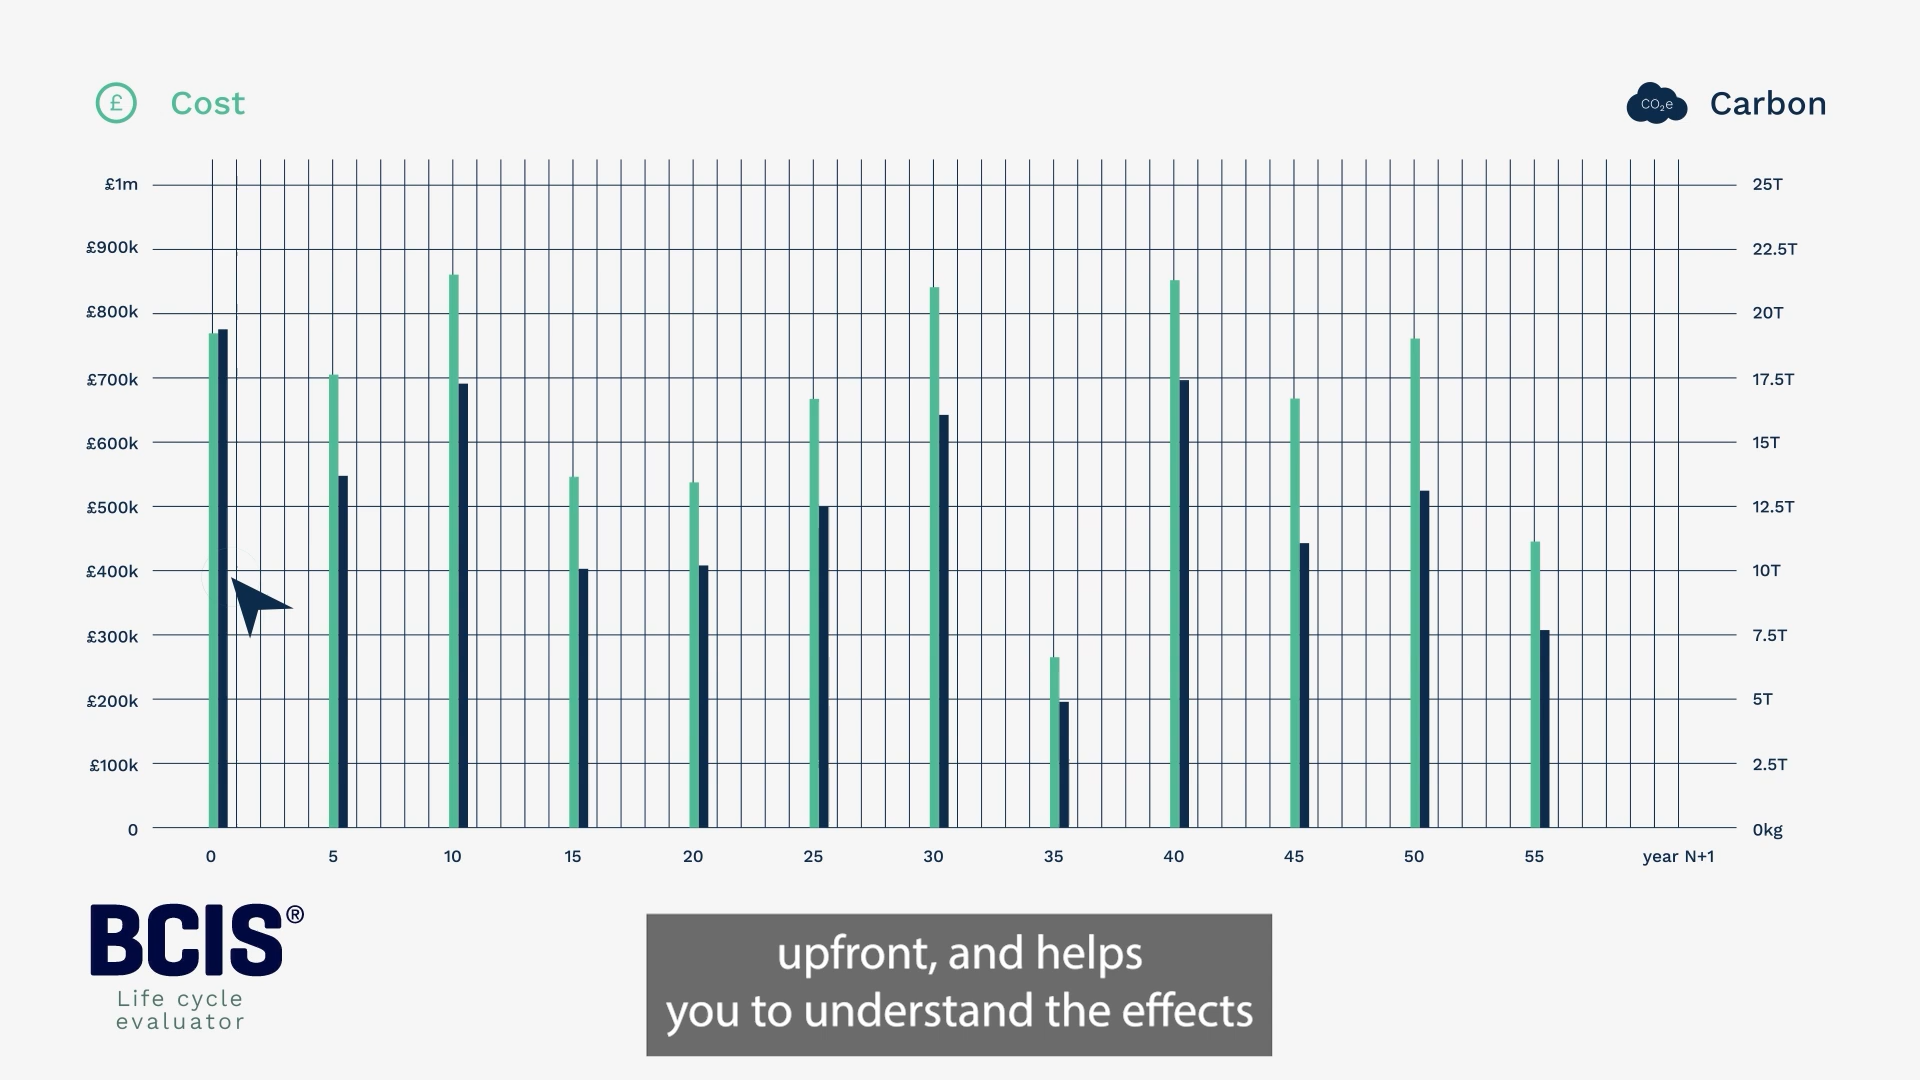 £ Cost
CO₂e Carbon
£1m
£900k
£800k
£700k
£600k
£500k
£400k
£300k
£200k
£100k
0
25T
22.5T
20T
17.5T
15T
12.5T
10T
7.5T
5T
2.5T
0kg
0 5 10 15 20 25 30 35 40 45 50 55 year N+1
BCIS®
Life cycle
evaluator
upfront, and helps
you to understand the effects